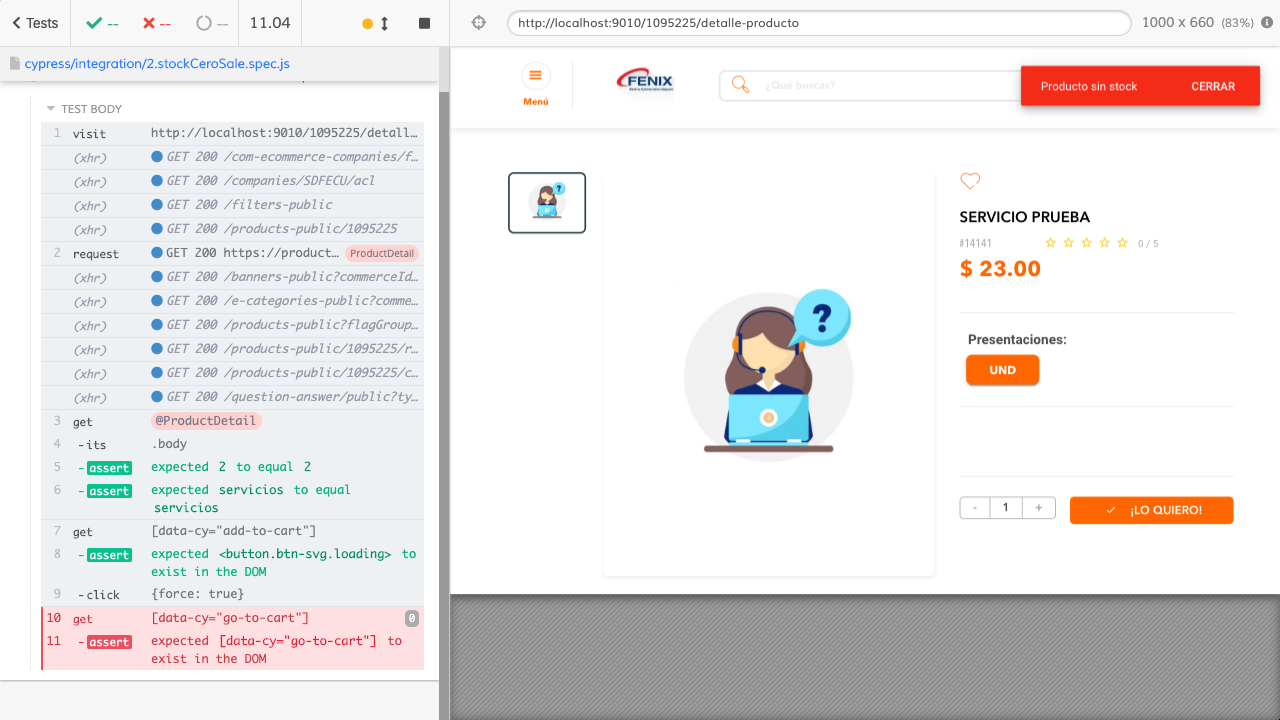 Tests
--
--
--
11.04
http://localhost:9010/1095225/detalle-producto
1000 x 660 (83%)
cypress/integration/2.stockCeroSale.spec.js
TEST BODY
1 visit http://localhost:9010/1095225/detall…
(xhr) GET 200 /com-ecommerce-companies/f…
(xhr) GET 200 /companies/SDFECU/acl
(xhr) GET 200 /filters-public
(xhr) GET 200 /products-public/1095225
2 request GET 200 https://product… ProductDetail
(xhr) GET 200 /banner-public?commerceId…
(xhr) GET 200 /e-categories-public?comme…
(xhr) GET 200 /products-public?flagGroup…
(xhr) GET 200 /products-public/1095225/r…
(xhr) GET 200 /products-public/1095225/c…
(xhr) GET 200 /question-answer/public?ty…
3 get @ProductDetail
4 -its .body
5 -assert expected 2 to equal 2
6 -assert expected servicios to equal
servicios
7 get [data-cy="add-to-cart"]
8 -assert expected <button.btn-svg.loading> to
exist in the DOM
9 -click {force: true}
10 get [data-cy="go-to-cart"] 0
11 -assert expected [data-cy="go-to-cart"] to
exist in the DOM
Menú
FENIX
¿Qué buscas?
Producto sin stock CERRAR
?
?
SERVICIO PRUEBA
#14141 0 / 5
$ 23.00
Presentaciones:
UND
- 1 + ¡LO QUIERO!